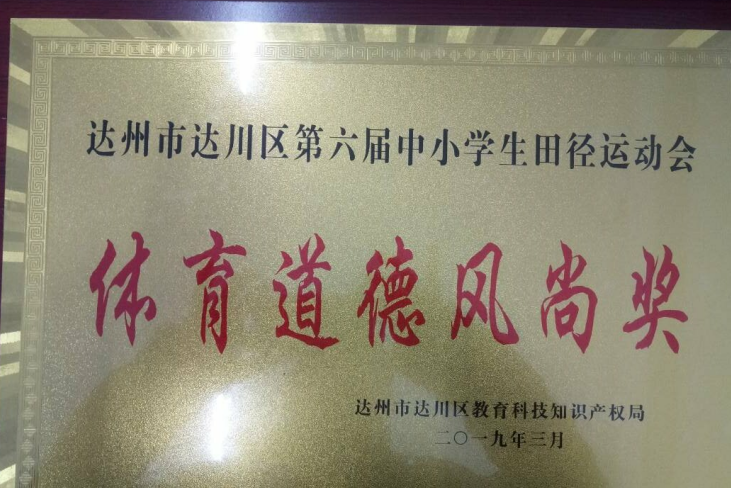 达州市达川区第六届中小学生田径运动会
体育道德风尚奖
达州市达川区教育科技知识产权局
二〇一九年三月